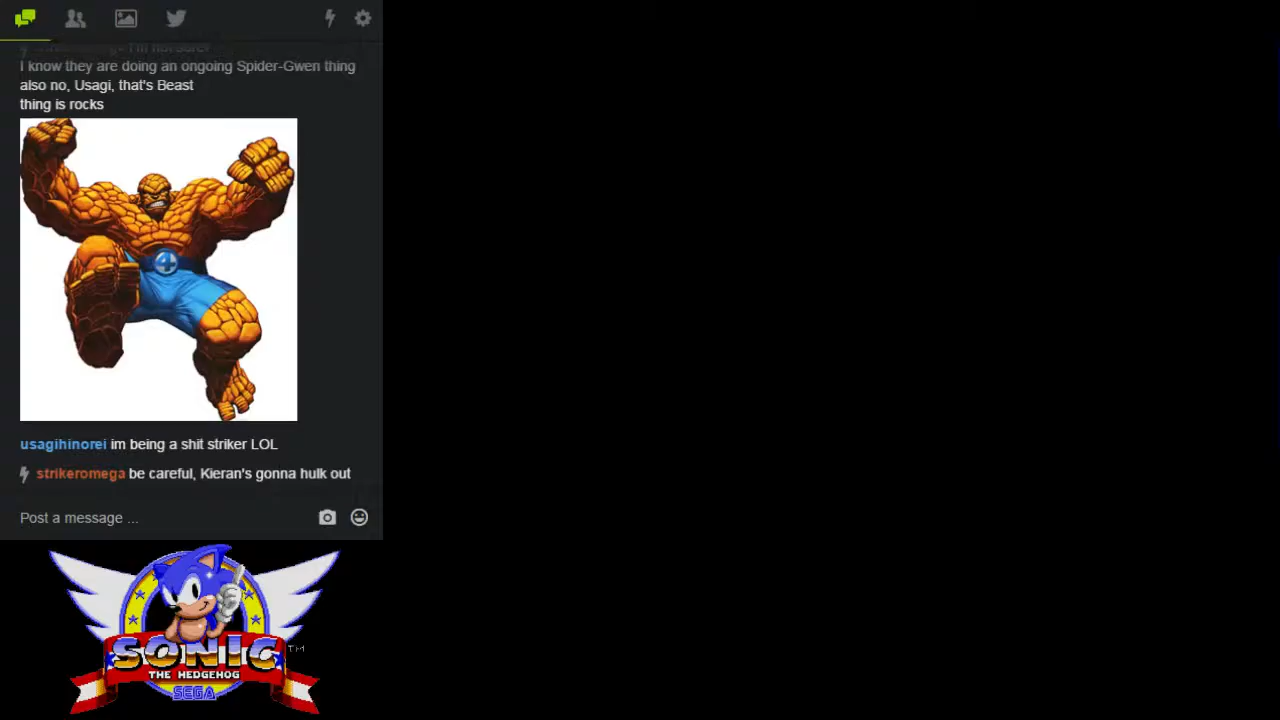 I know they are doing an ongoing Spider-Gwen thing
also no, Usagi, that's Beast
thing is rocks
usagihinorei im being a shit striker LOL
strikeromega be careful, Kieran's gonna hulk out
Post a message ...
SONIC TM
THE HEDGEHOG
SEGA